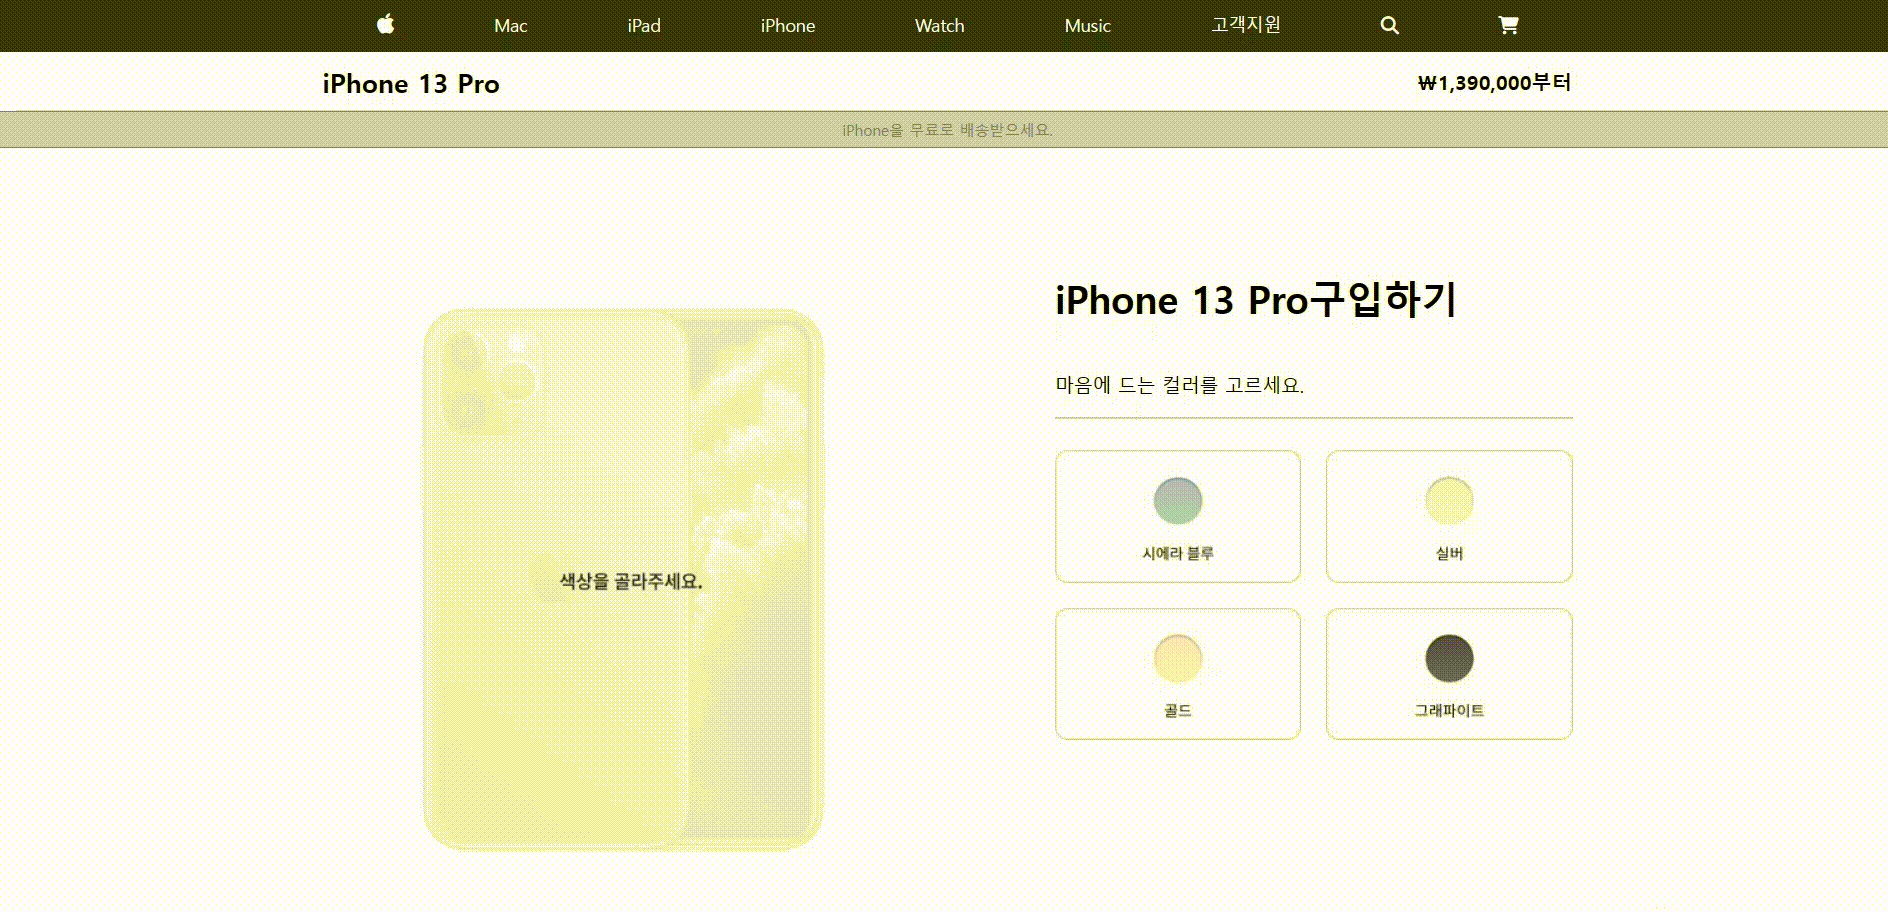 Mac iPad iPhone Watch Music 고객지원
iPhone 13 Pro
₩1,390,000부터
iPhone을 무료로 배송받으세요.
iPhone 13 Pro구입하기
마음에 드는 컬러를 고르세요.
시에라 블루
실버
색상을 골라주세요.
골드
그래파이트